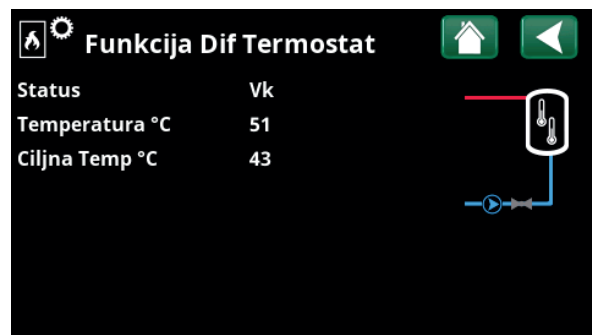 Funkcija Dif Termostat
Status Vk
Temperatura °C 51
Ciljna Temp °C 43